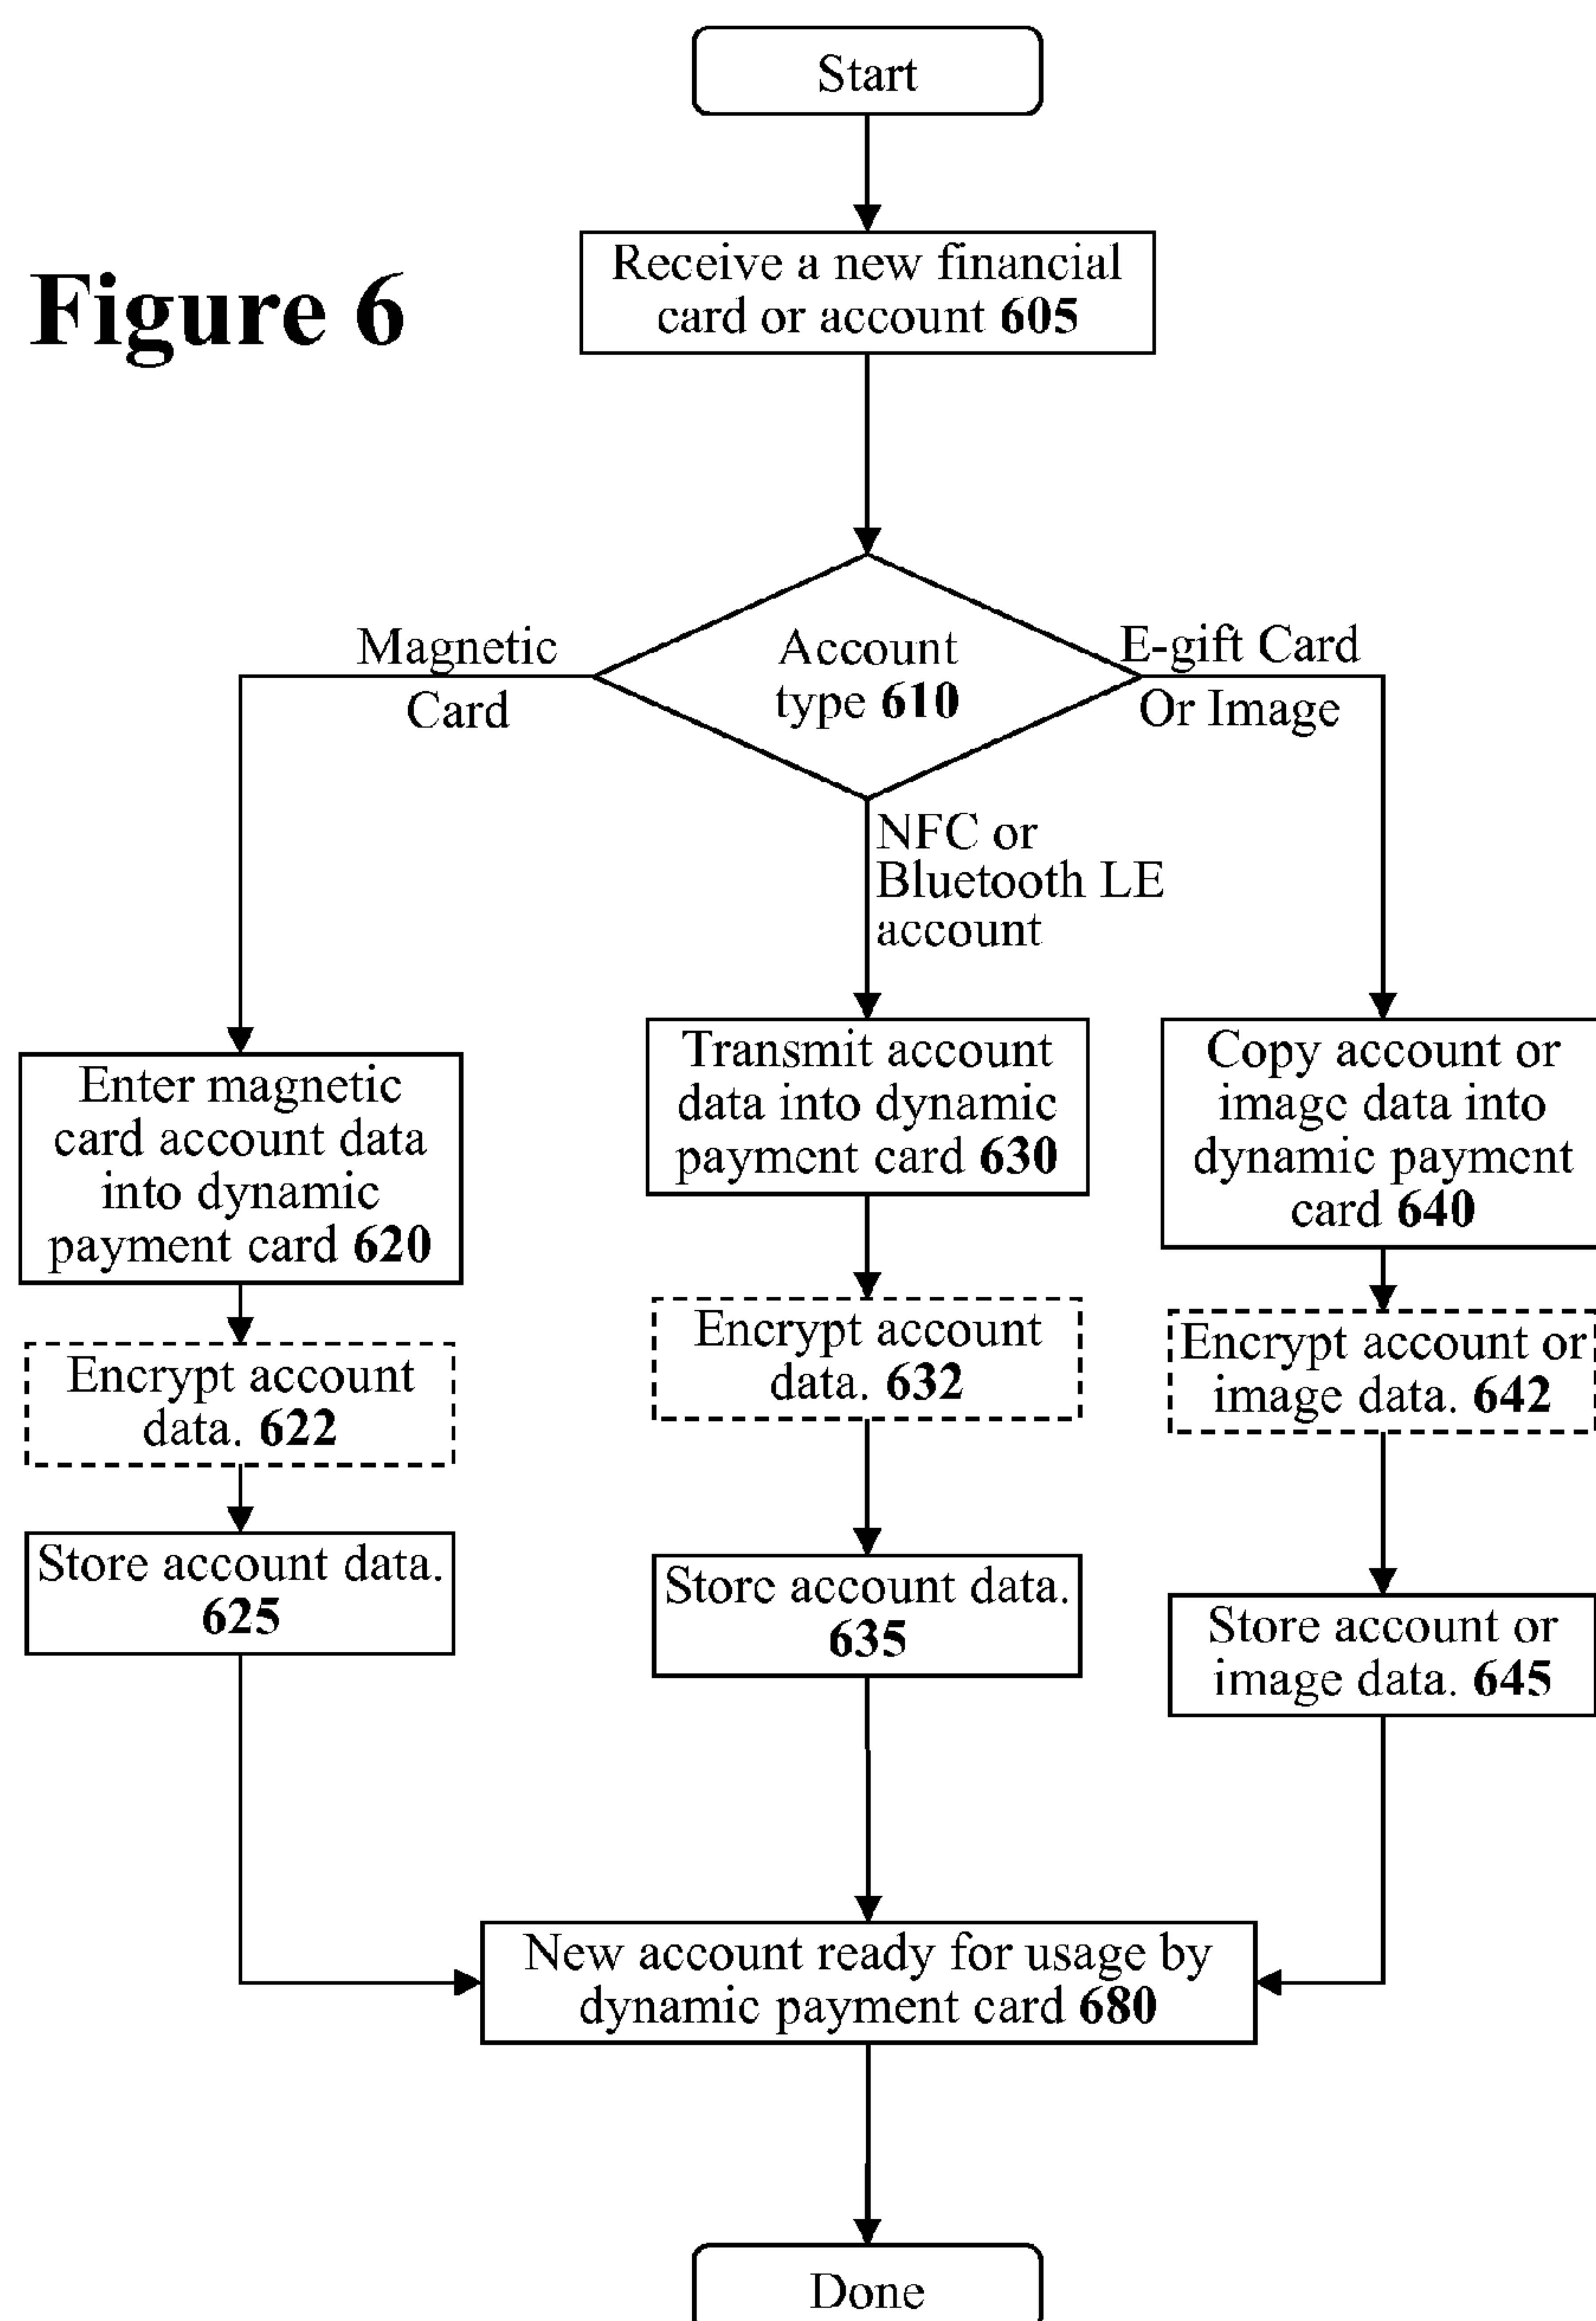 Start
Figure 6
Receive a new financial
card or account 605
Account
type 610
Magnetic
Card
E-gift Card
Or Image
NFC or
Bluetooth LE
account
Enter magnetic
card account data
into dynamic
payment card 620
Encrypt account
data. 622
Store account data.
625
Transmit account
data into dynamic
payment card 630
Encrypt account
data. 632
Store account data.
635
Copy account or
image data into
dynamic payment
card 640
Encrypt account or
image data. 642
Store account or
image data. 645
New account ready for usage by
dynamic payment card 680
Done